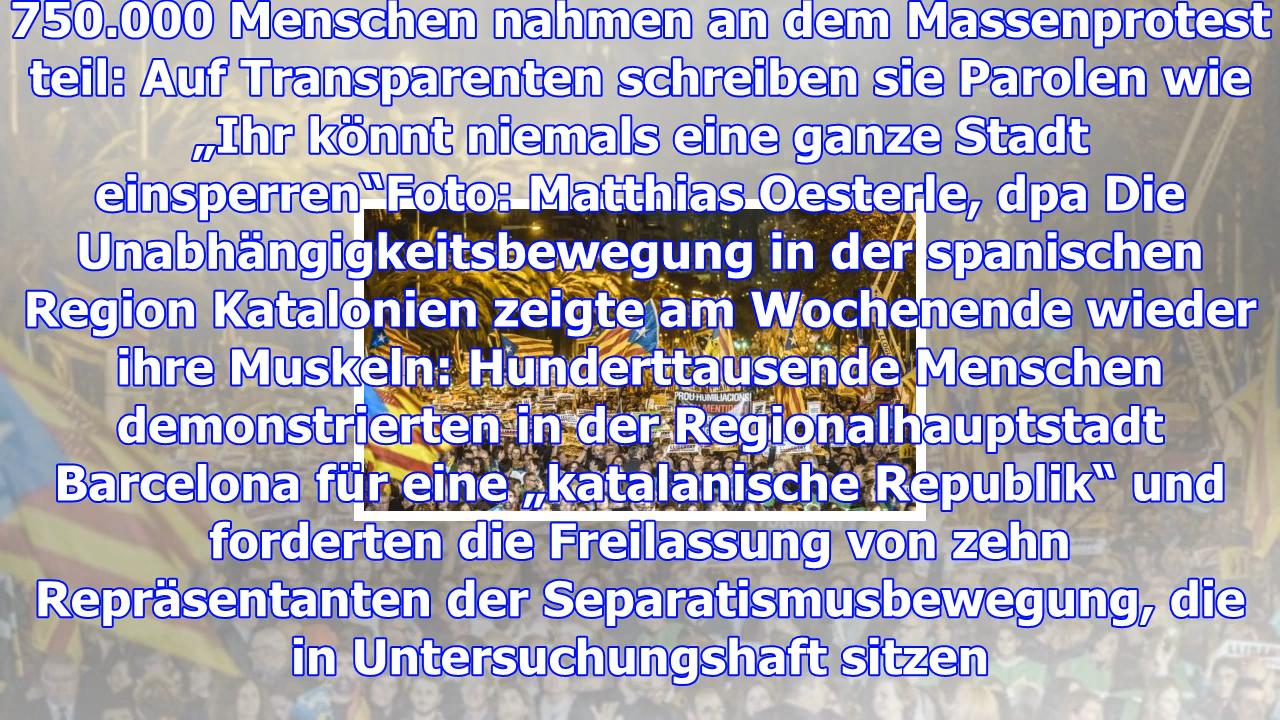 750.000 Menschen nahmen an dem Massenprotest
teil: Auf Transparenten schreiben sie Parolen wie
„Ihr könnt niemals eine ganze Stadt
einsperren“Foto: Matthias Oesterle, dpa Die
Unabhängigkeitsbewegung in der spanischen
Region Katalonien zeigte am Wochenende wieder
ihre Muskeln: Hunderttausende Menschen
PROU HUMILIACIONS!
demonstrierten in der Regionalhauptstadt
Barcelona für eine „katalanische Republik“ und
forderten die Freilassung von zehn
Repräsentanten der Separatismusbewegung, die
in Untersuchungshaft sitzen